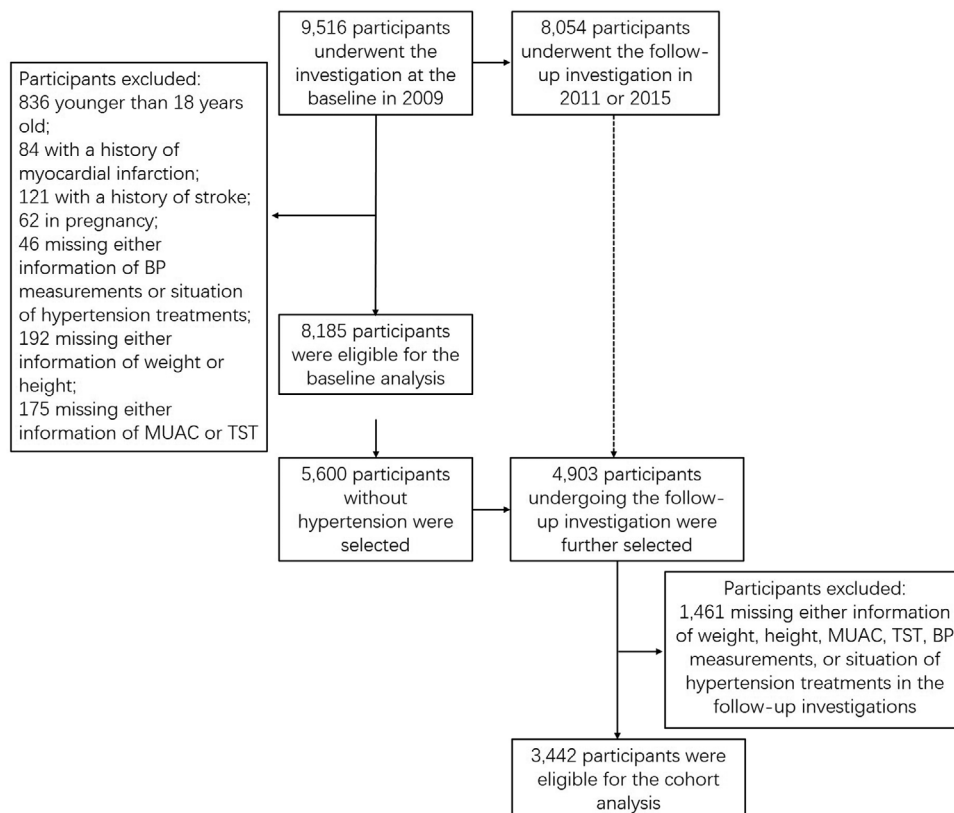 9,516 participants
underwent the
investigation at the
baseline in 2009
8,054 participants
underwent the follow-
up investigation in
2011 or 2015
Participants excluded:
836 younger than 18 years
old;
84 with a history of
myocardial infarction;
121 with a history of stroke;
62 in pregnancy;
46 missing either
information of BP
measurements or situation
of hypertension treatments;
192 missing either
information of weight or
height;
175 missing either
information of MUAC or TST
8,185 participants
were eligible for the
baseline analysis
5,600 participants
without
hypertension were
selected
4,903 participants
undergoing the follow-
up investigation were
further selected
Participants excluded:
1,461 missing either information
of weight, height, MUAC, TST, BP
measurements, or situation of
hypertension treatments in the
follow-up investigations
3,442 participants were
eligible for the cohort
analysis